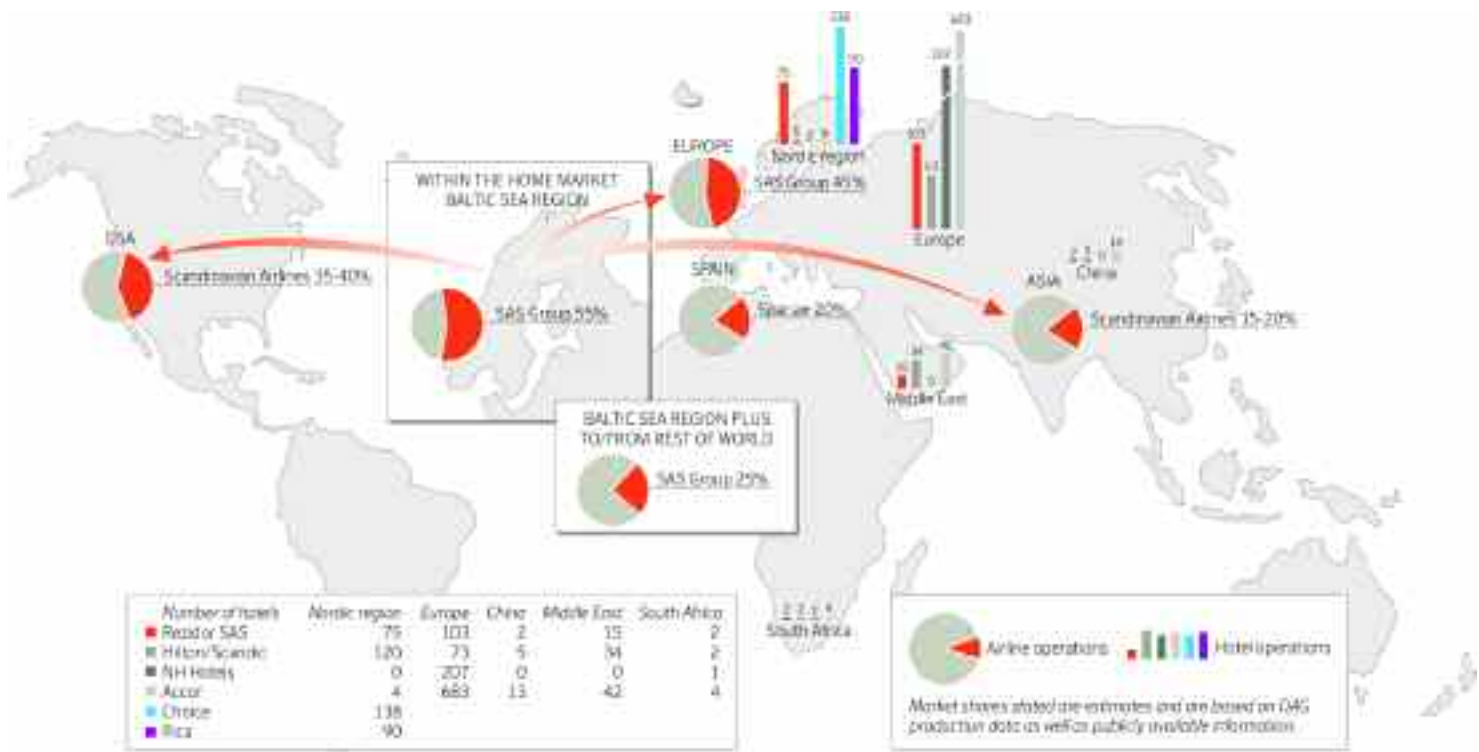 EUROPE
Nordic region
SAS Group 45%
Europe
WITHIN THE HOME MARKET
BALTIC SEA REGION
SAS Group 55%
USA
Scandinavian Airlines 35-40%
SPAIN
Spanair 20%
China
ASIA
Scandinavian Airlines 15-20%
Middle East
BALTIC SEA REGION PLUS
TO/FROM REST OF WORLD
SAS Group 25%
South Africa
Number of hotels Nordic region Europe China Middle East South Africa
Radisson SAS 75 103 2 15 2
Hilton/Scandic 120 73 5 34 2
NH Hotels 0 207 0 0 1
Accor 4 683 13 42 4
Choice 138
Rica 90
Airline operations
Hotel operations
Market shares stated are estimates and are based on OAG
production data as well as publicly available information